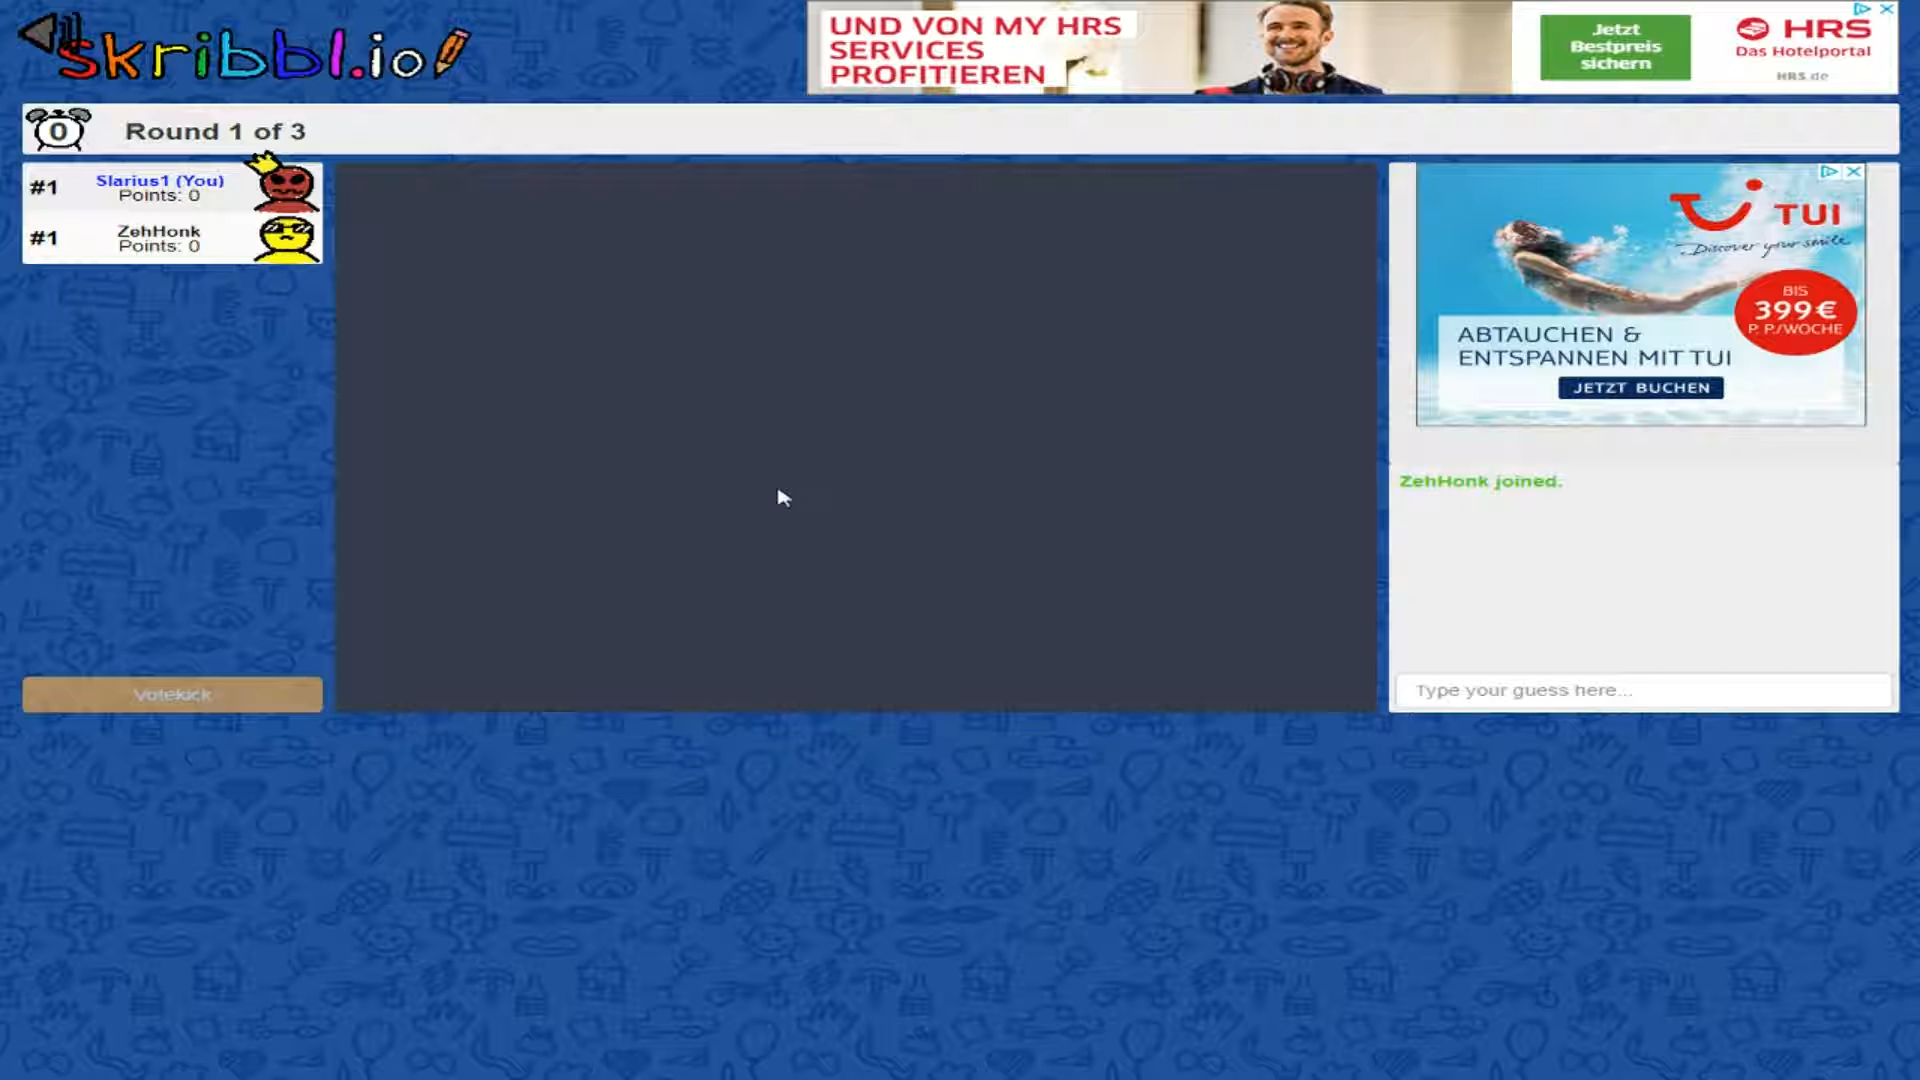 skribbl.io
UND VON MY HRS
SERVICES
PROFITIEREN
Jetzt
Bestpreis
sichern
HRS
Das Hotelportal
HRS.de
0
Round 1 of 3
#1
Slarius1 (You)
Points: 0
#1
ZehHonk
Points: 0
TUI
Discover your smile
BIS
399€
P. P./WOCHE
ABTAUCHEN &
ENTSPANNEN MIT TUI
JETZT BUCHEN
ZehHonk joined.
Votekick
Type your guess here...